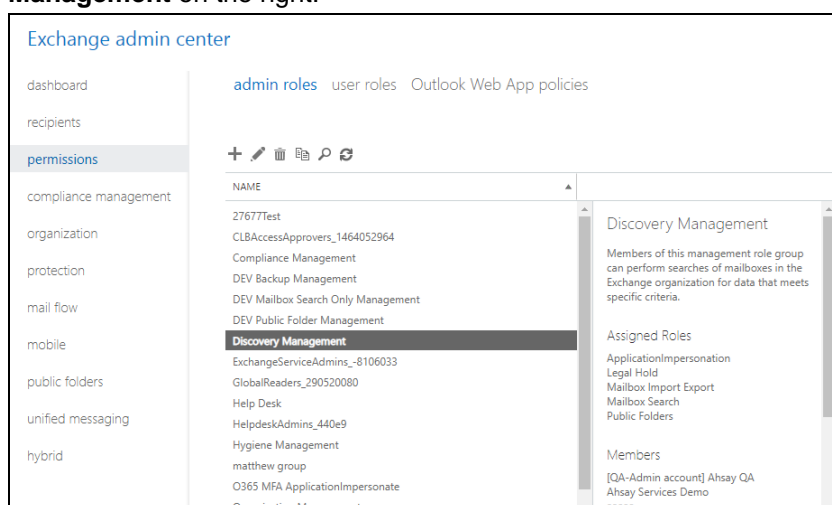 Management on the right.
Exchange admin center
dashboard
recipients
permissions
compliance management
organization
protection
mail flow
mobile
public folders
unified messaging
hybrid
admin roles user roles Outlook Web App policies
NAME
27677Test
CLBAccessApprovers_1464052964
Compliance Management
DEV Backup Management
DEV Mailbox Search Only Management
DEV Public Folder Management
Discovery Management
ExchangeServiceAdmins_-8106033
GlobalReaders_290520080
Help Desk
HelpdeskAdmins_440e9
Hygiene Management
matthew group
O365 MFA ApplicationImpersonate
Discovery Management
Members of this management role group
can perform searches of mailboxes in the
Exchange organization for data that meets
specific criteria.
Assigned Roles
ApplicationImpersonation
Legal Hold
Mailbox Import Export
Mailbox Search
Public Folders
Members
[QA-Admin account] Ahsay QA
Ahsay Services Demo